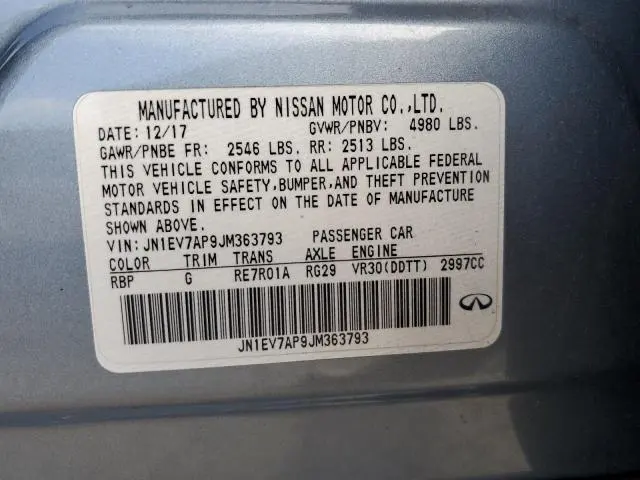 MANUFACTURED BY NISSAN MOTOR CO.,LTD.
DATE: 12/17 GVWR/PNBV: 4980 LBS.
GAWR/PNBE FR: 2546 LBS. RR: 2513 LBS.
THIS VEHICLE CONFORMS TO ALL APPLICABLE FEDERAL
MOTOR VEHICLE SAFETY,BUMPER,AND THEFT PREVENTION
STANDARDS IN EFFECT ON THE DATE OF MANUFACTURE
SHOWN ABOVE.
VIN: JN1EV7AP9JM363793 PASSENGER CAR
COLOR TRIM TRANS AXLE ENGINE
RBP G RE7R01A RG29 VR30(DDTT) 2997CC
JN1EV7AP9JM363793